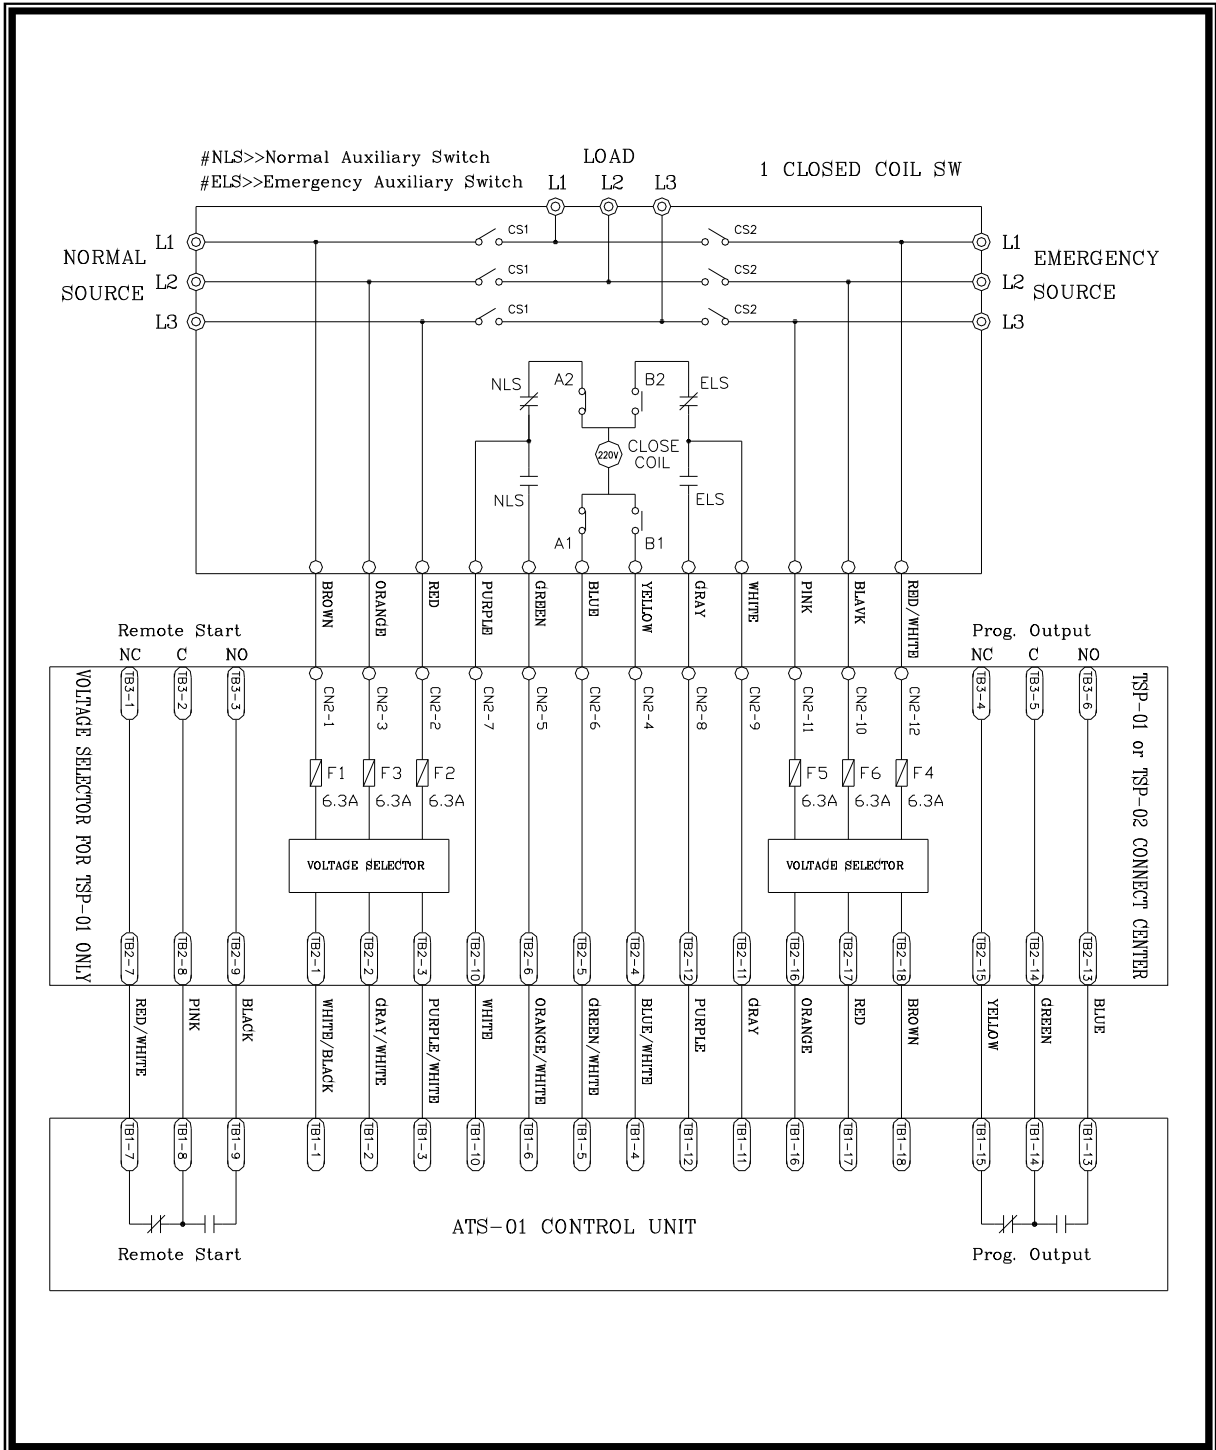 #NLS>>Normal Auxiliary Switch
#ELS>>Emergency Auxiliary Switch
LOAD
L1 L2 L3
1 CLOSED COIL SW
NORMAL
SOURCE
L1
L2
L3
CS1 CS2
CS1 CS2
CS1 CS2
L1
L2
L3
EMERGENCY
SOURCE
NLS A2 B2 ELS
220V
CLOSE
COIL
NLS A1 B1 ELS
BROWN
ORANGE
RED
PURPLE
GREEN
BLUE
YELLOW
GRAY
WHITE
PINK
BLAVK
RED/WHITE
Remote Start
NC C NO
Prog. Output
NC C NO
TB3-1
TB3-2
TB3-3
CN2-1
CN2-3
CN2-2
CN2-7
CN2-5
CN2-6
CN2-4
CN2-8
CN2-9
CN2-11
CN2-10
CN2-12
TB3-4
TB3-5
TB3-6
VOLTAGE SELECTOR FOR TSP-01 ONLY
TSP-01 or TSP-02 CONNECT CENTER
F1 F3 F2
6.3A 6.3A 6.3A
F5 F6 F4
6.3A 6.3A 6.3A
VOLTAGE SELECTOR
VOLTAGE SELECTOR
TB2-7
TB2-8
TB2-9
TB2-1
TB2-2
TB2-3
TB2-10
TB2-6
TB2-5
TB2-4
TB2-12
TB2-11
TB2-16
TB2-17
TB2-18
TB2-15
TB2-14
TB2-13
RED/WHITE
PINK
BLACK
WHITE/BLACK
GRAY/WHITE
PURPLE/WHITE
WHITE
ORANGE/WHITE
GREEN/WHITE
BLUE/WHITE
PURPLE
GRAY
ORANGE
RED
BROWN
YELLOW
GREEN
BLUE
TB1-7
TB1-8
TB1-9
TB1-1
TB1-2
TB1-3
TB1-10
TB1-6
TB1-5
TB1-4
TB1-12
TB1-11
TB1-16
TB1-17
TB1-18
TB1-15
TB1-14
TB1-13
Remote Start
ATS-01 CONTROL UNIT
Prog. Output